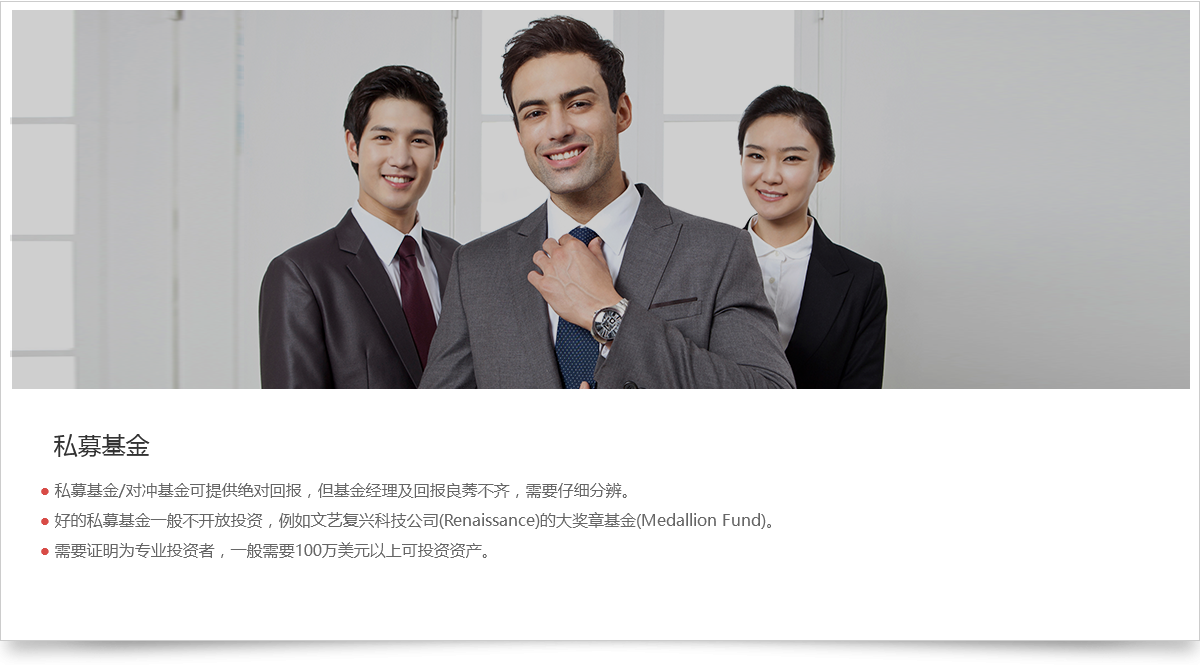 私募基金
私募基金/对冲基金可提供绝对回报，但基金经理及回报良莠不齐，需要仔细分辨。
好的私募基金一般不开放投资，例如文艺复兴科技公司(Renaissance)的大奖章基金(Medallion Fund)。
需要证明为专业投资者，一般需要100万美元以上可投资资产。